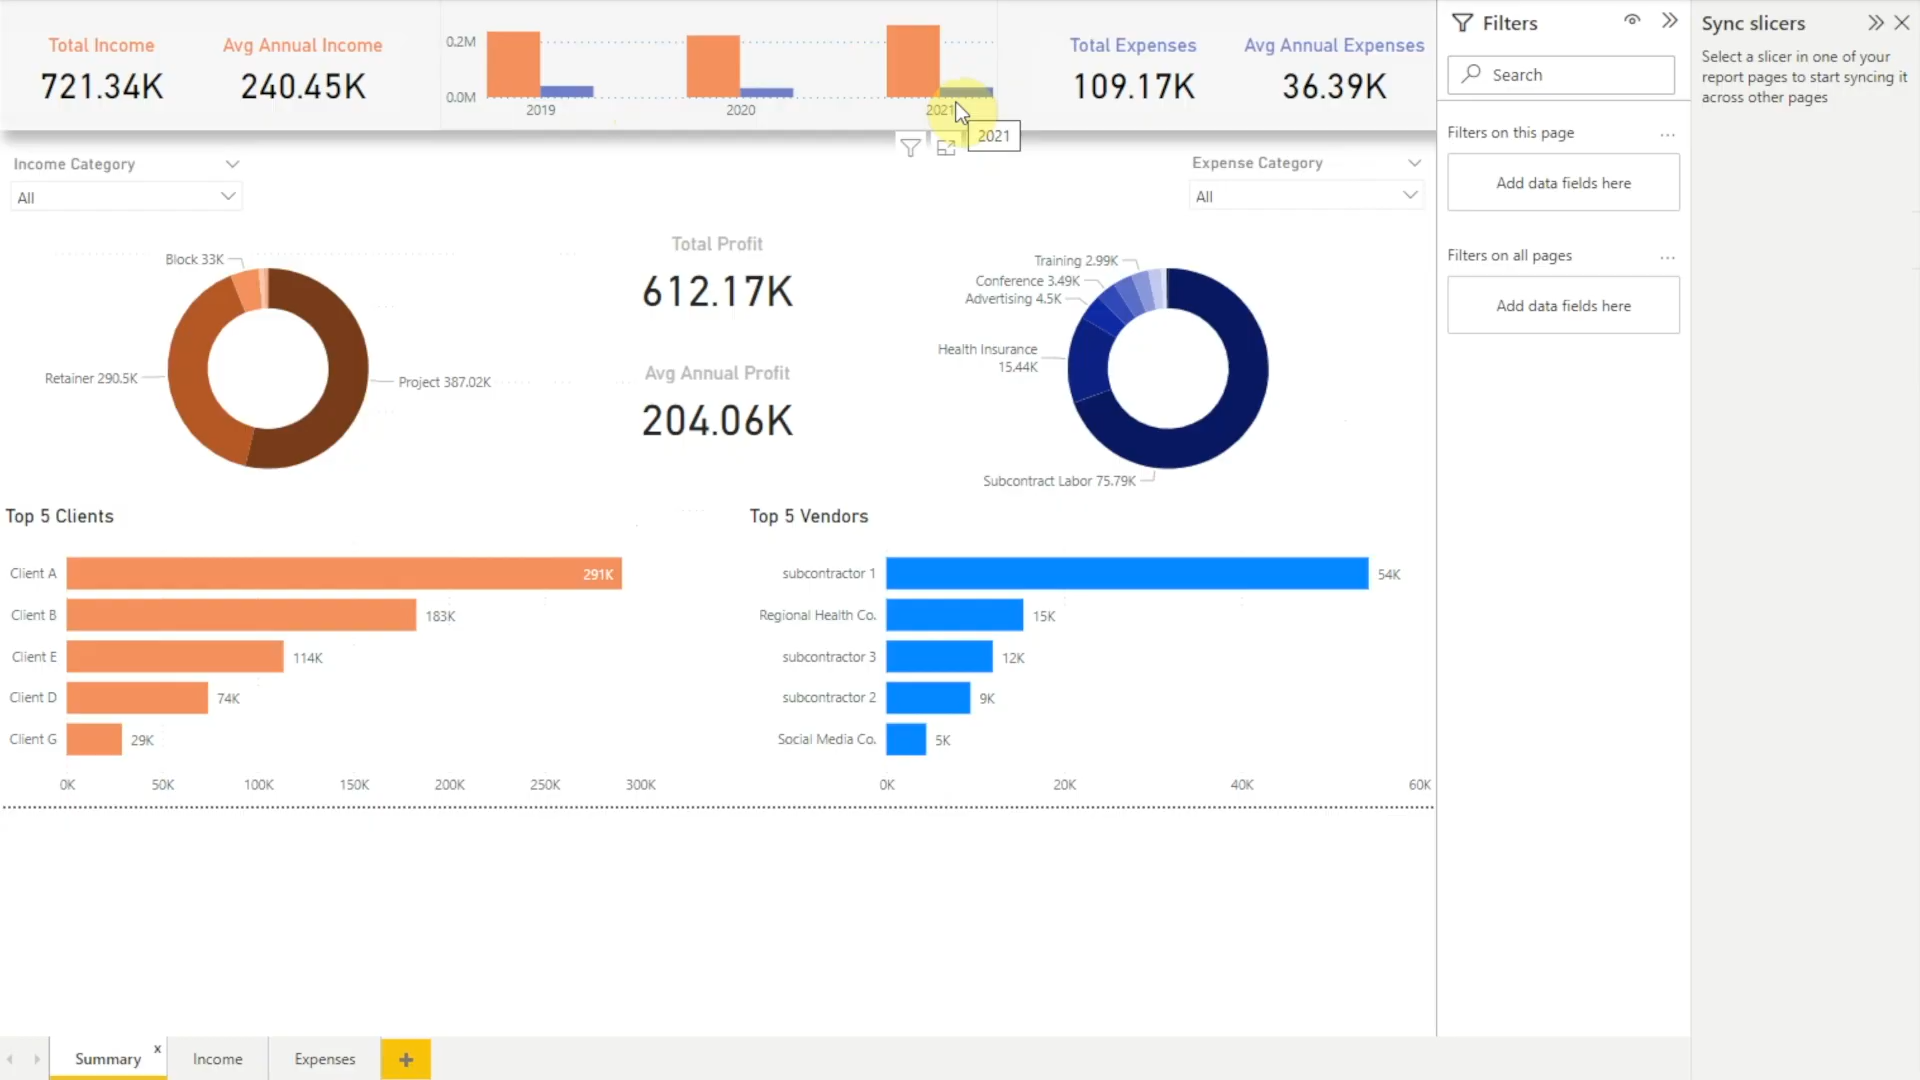 Total Income
721.34K
Avg Annual Income
240.45K
0.2M
0.0M
2019
2020
2021
2021
Total Expenses
109.17K
Avg Annual Expenses
36.39K
Income Category
All
Expense Category
All
Block 33K
Retainer 290.5K
Project 387.02K
Total Profit
612.17K
Avg Annual Profit
204.06K
Training 2.99K
Conference 3.49K
Advertising 4.5K
Health Insurance
15.44K
Subcontract Labor 75.79K
Top 5 Clients
Client A
291K
Client B
183K
Client E
114K
Client D
74K
Client G
29K
0K
50K
100K
150K
200K
250K
300K
Top 5 Vendors
subcontractor 1
54K
Regional Health Co.
15K
subcontractor 3
12K
subcontractor 2
9K
Social Media Co.
5K
0K
20K
40K
60K
Filters
Search
Filters on this page
...
Add data fields here
Filters on all pages
...
Add data fields here
Sync slicers
Select a slicer in one of your
report pages to start syncing it
across other pages
Summary
x
Income
Expenses
+